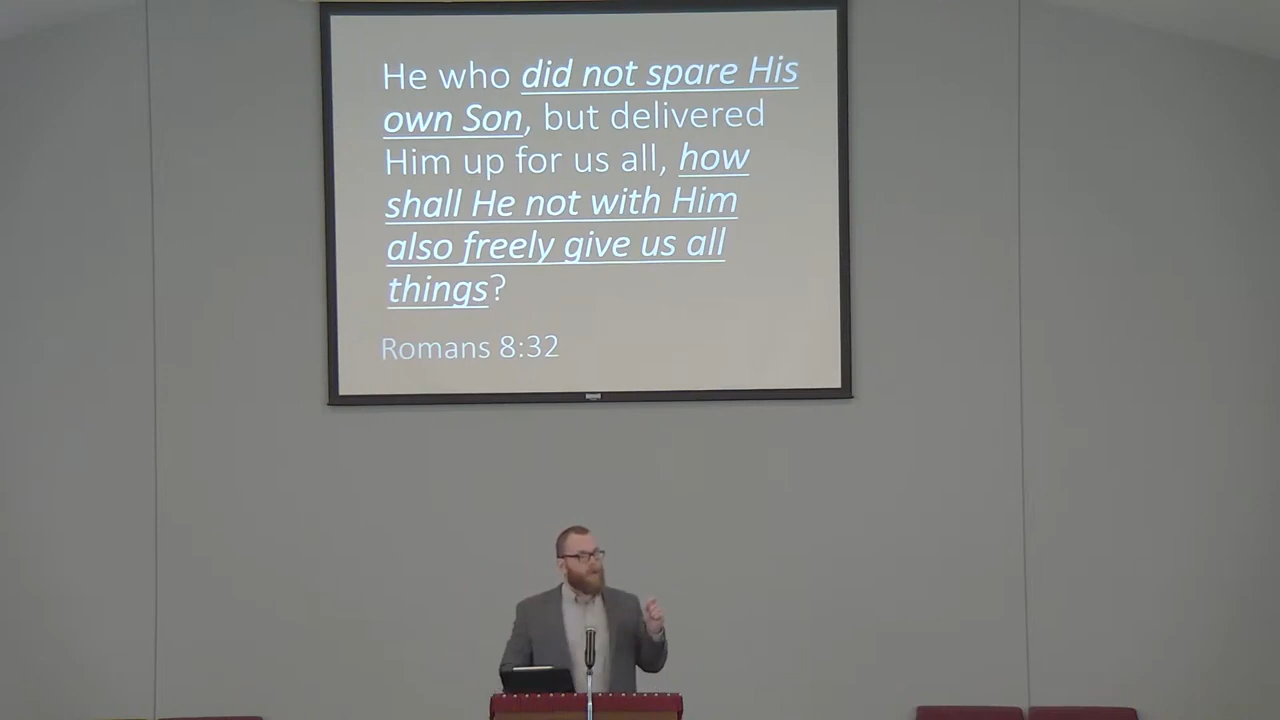 He who did not spare His
own Son, but delivered
Him up for us all, how
shall He not with Him
also freely give us all
things?
Romans 8:32